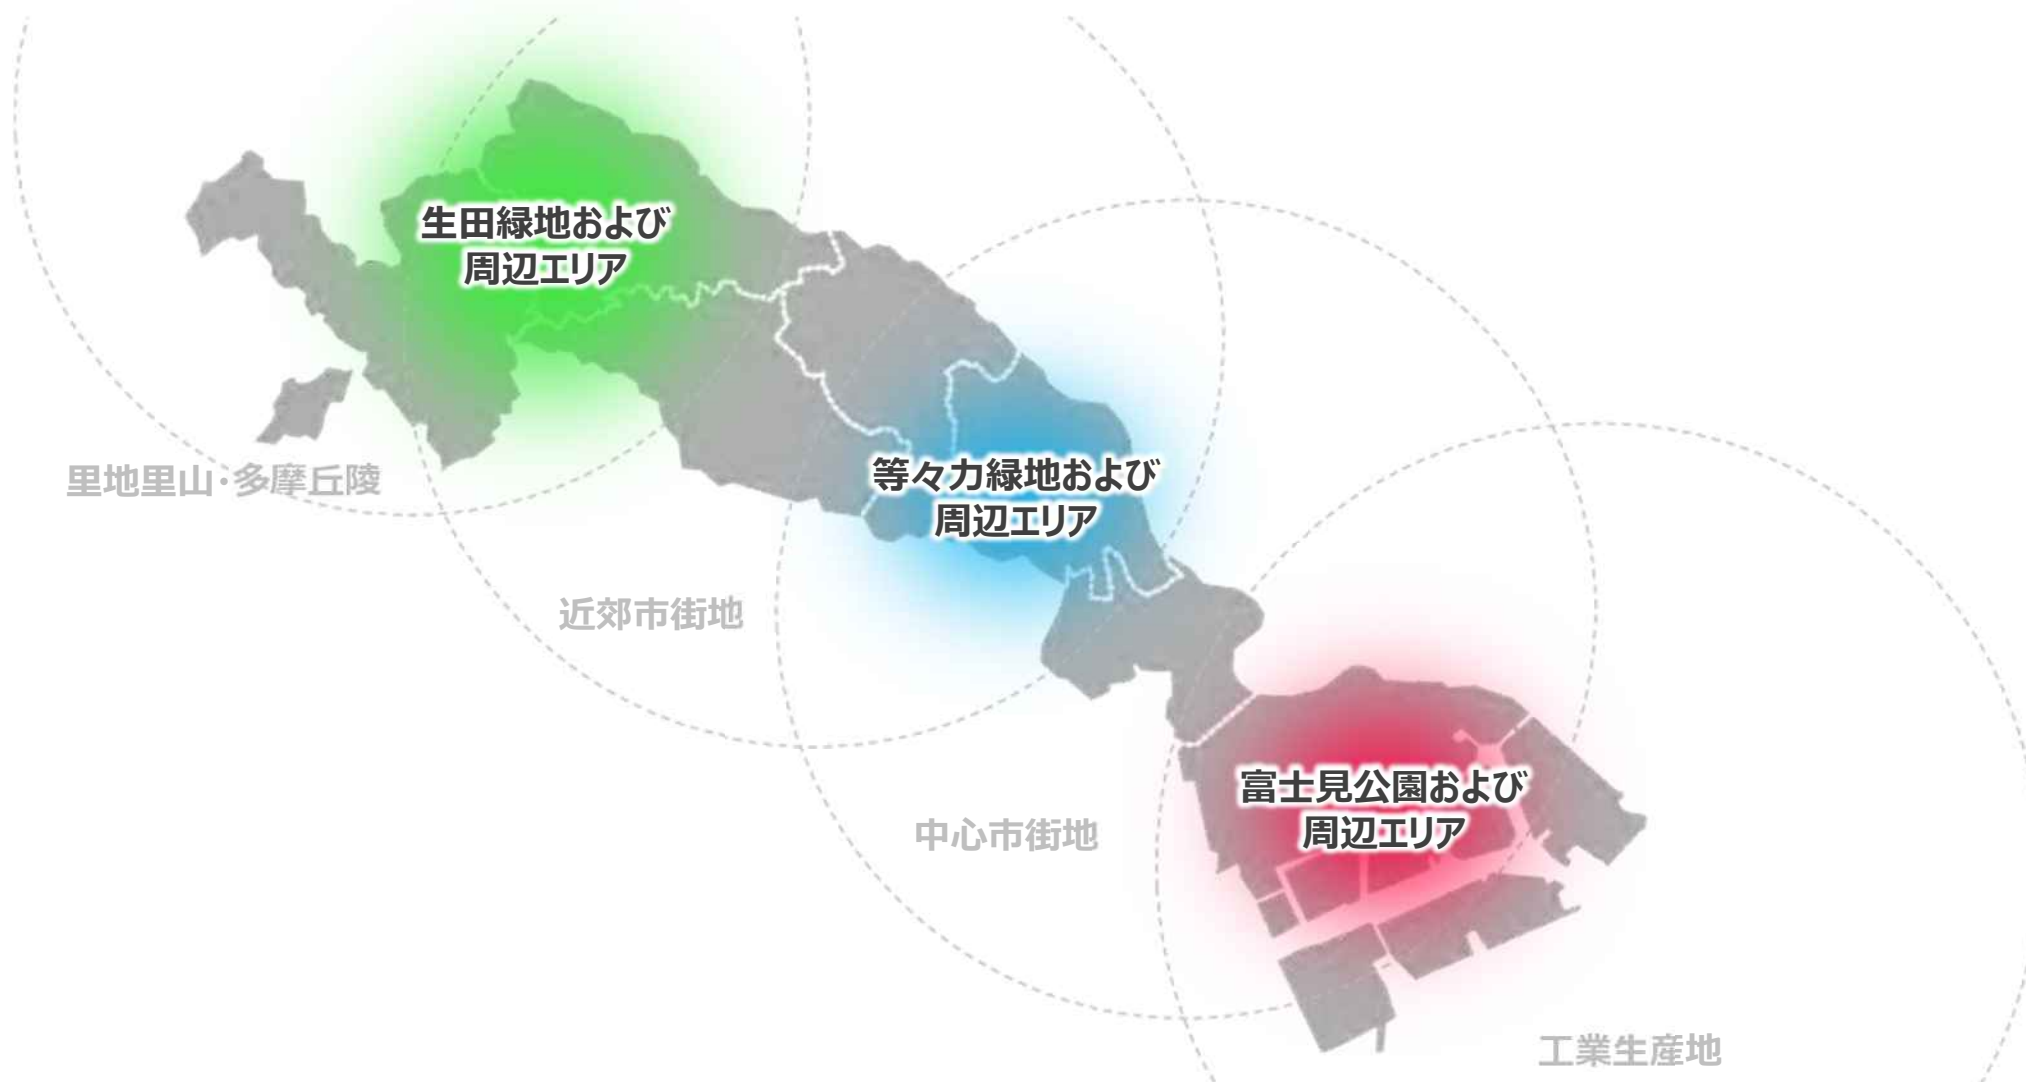 生田緑地および
周辺エリア
里地里山・多摩丘陵
等々力緑地および
周辺エリア
近郊市街地
富士見公園および
周辺エリア
中心市街地
工業生産地